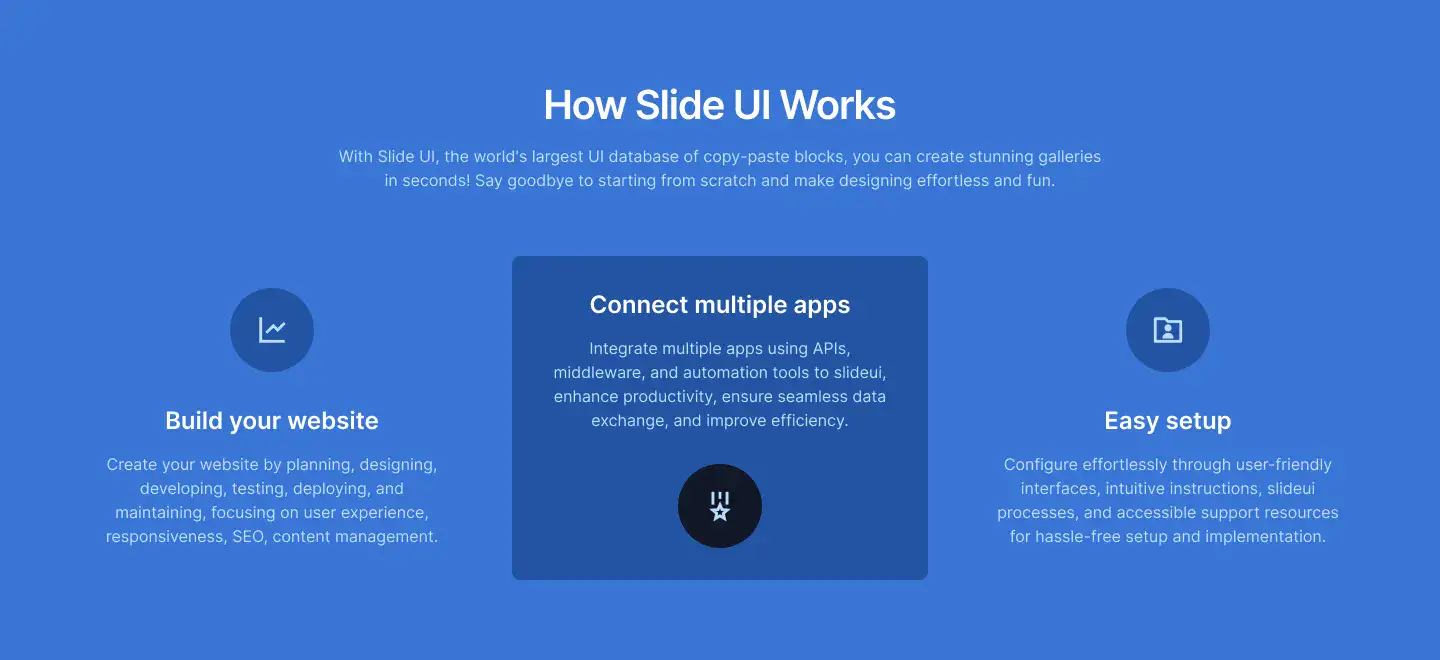 How Slide UI Works
With Slide UI, the world's largest UI database of copy-paste blocks, you can create stunning galleries
in seconds! Say goodbye to starting from scratch and make designing effortless and fun.
Build your website
Create your website by planning, designing,
developing, testing, deploying, and
maintaining, focusing on user experience,
responsiveness, SEO, content management.
Connect multiple apps
Integrate multiple apps using APIs,
middleware, and automation tools to slideui,
enhance productivity, ensure seamless data
exchange, and improve efficiency.
Easy setup
Configure effortlessly through user-friendly
interfaces, intuitive instructions, slideui
processes, and accessible support resources
for hassle-free setup and implementation.